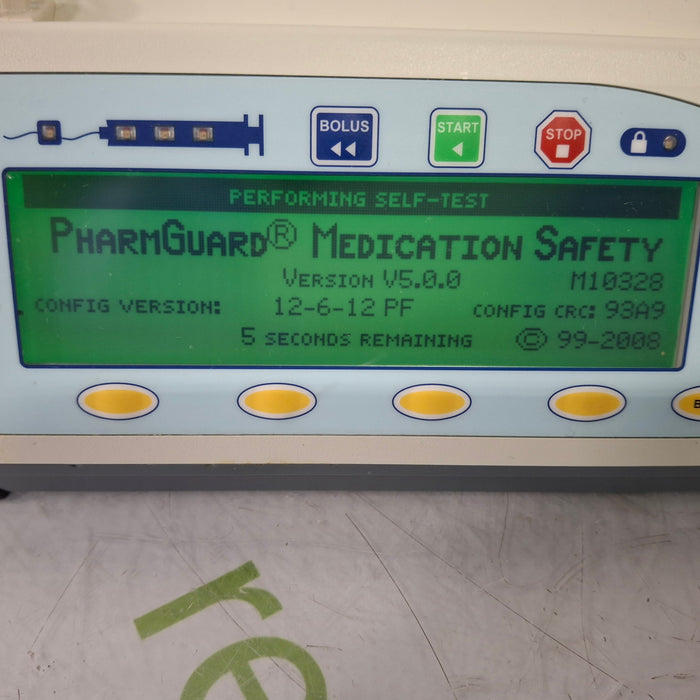 BOLUS
START
STOP
PERFORMING SELF-TEST
PHARMGUARD® MEDICATION SAFETY
VERSION V5.0.0 M10328
CONFIG VERSION: 12-6-12 PF CONFIG CRC: 93A9
5 SECONDS REMAINING © 99-2008
re